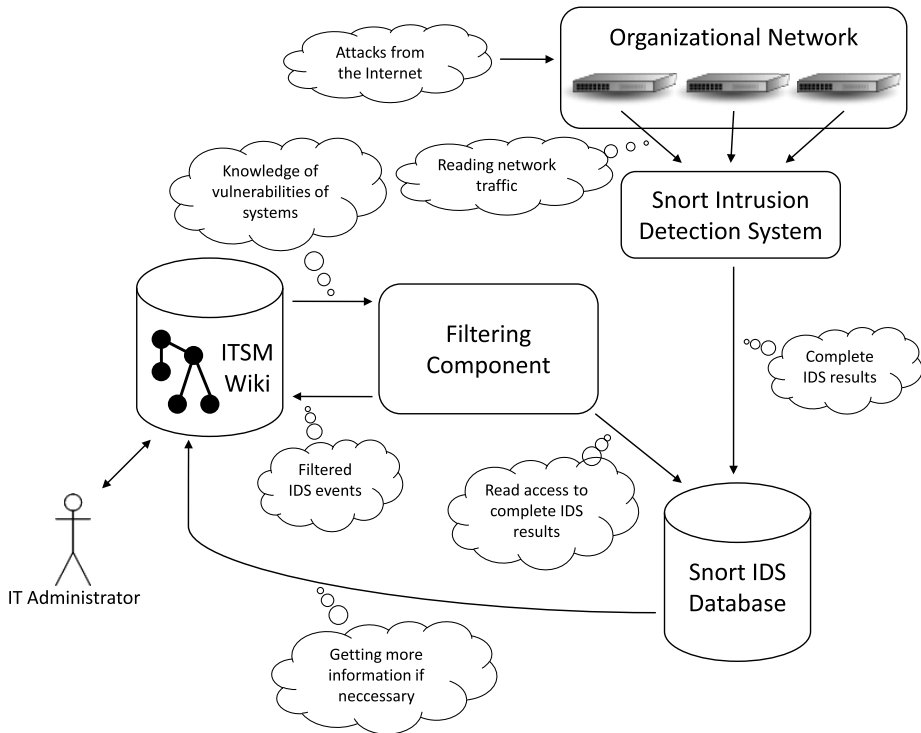 Attacks from
the Internet
Organizational Network
Knowledge of
vulnerabilities of
systems
Reading network
traffic
Snort Intrusion
Detection System
ITSM
Wiki
Filtering
Component
Complete
IDS results
Filtered
IDS events
Read access to
complete IDS
results
IT Administrator
Snort IDS
Database
Getting more
information if
neccessary